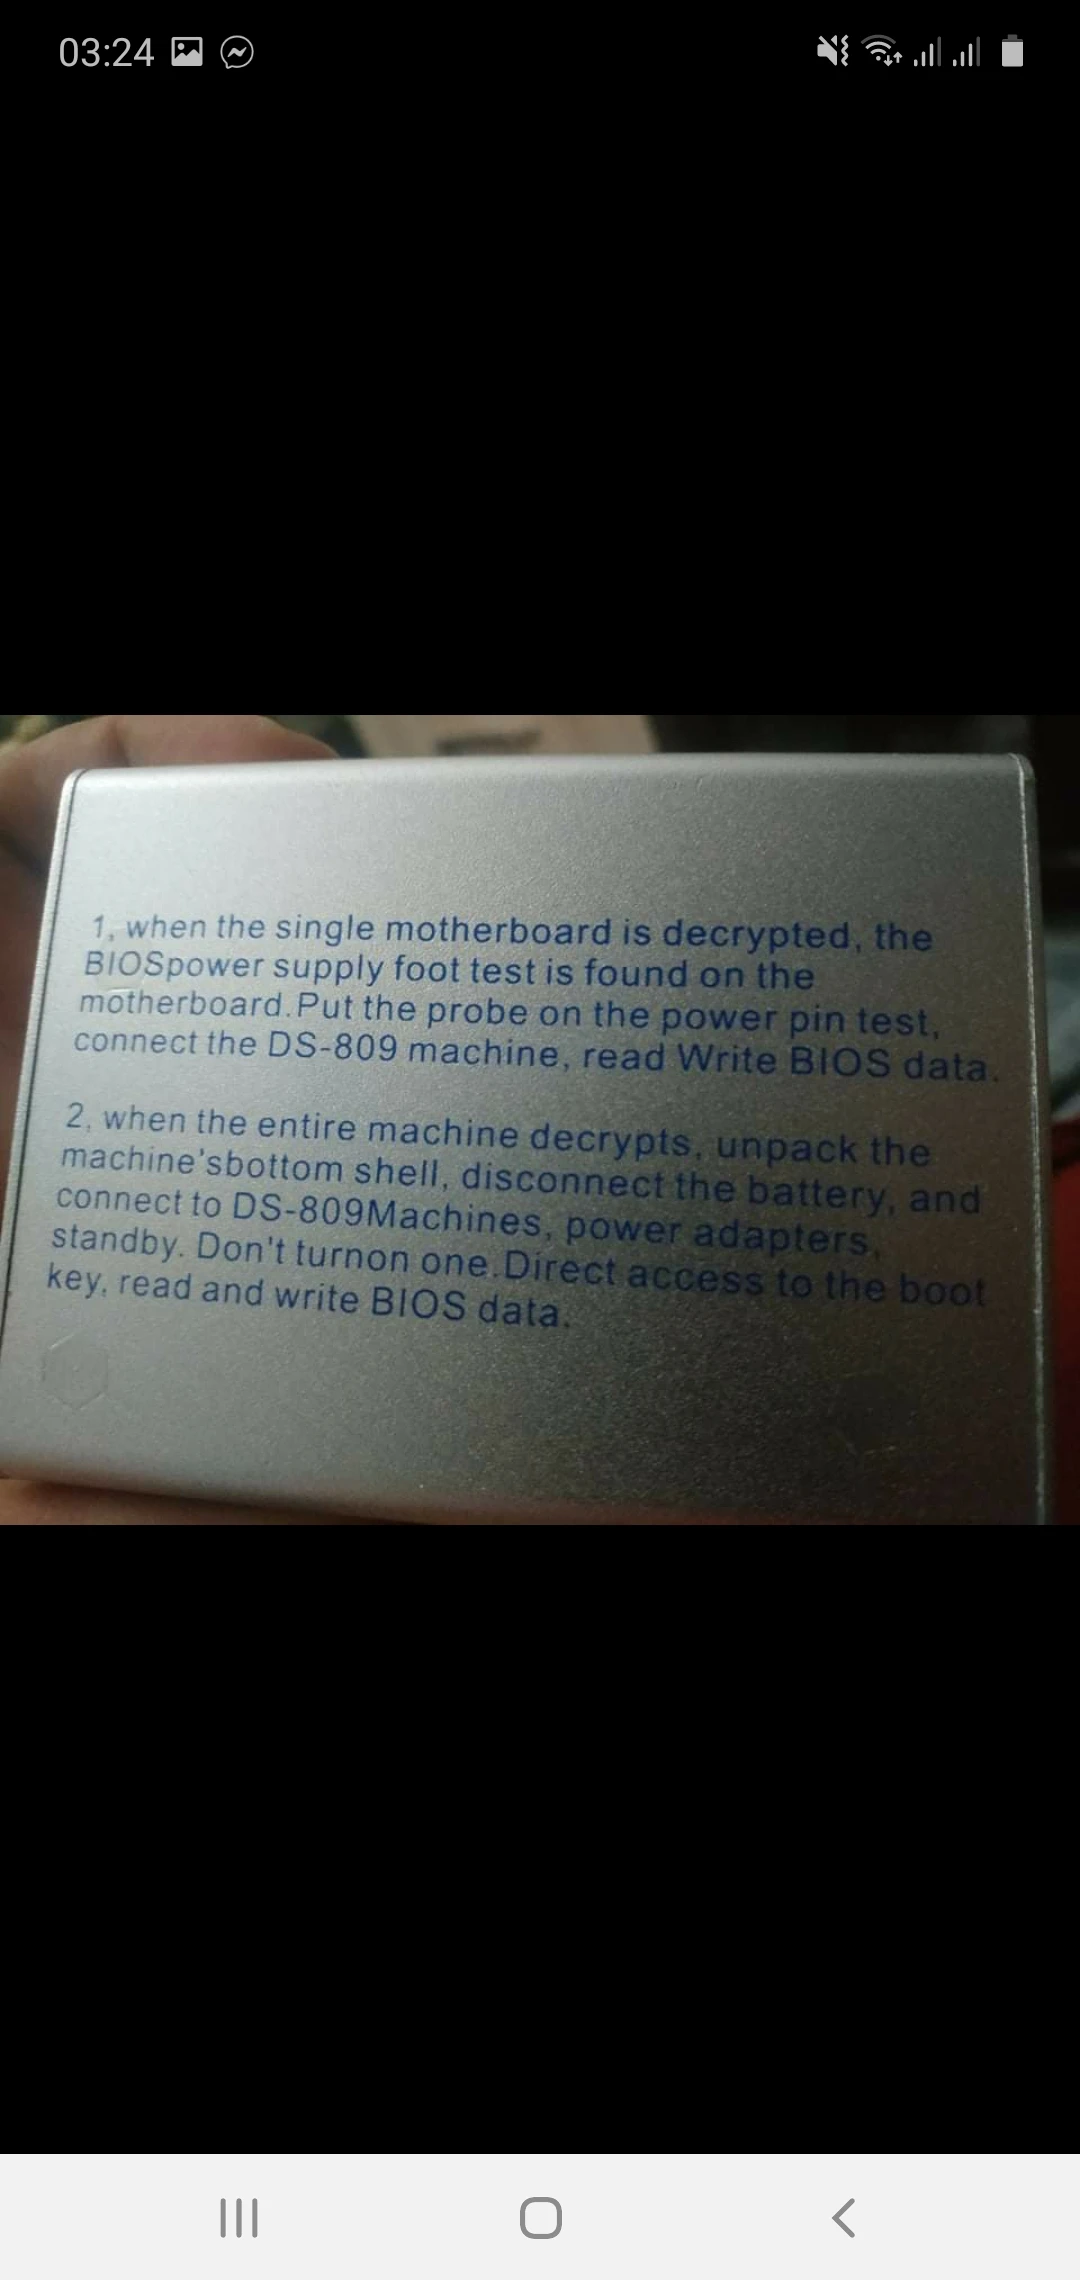 03:24
1, when the single motherboard is decrypted, the
BIOSpower supply foot test is found on the
motherboard.Put the probe on the power pin test,
connect the DS-809 machine, read Write BIOS data.
2, when the entire machine decrypts, unpack the
machine'sbottom shell, disconnect the battery, and
connect to DS-809Machines, power adapters,
standby. Don't turnon one.Direct access to the boot
key, read and write BIOS data.